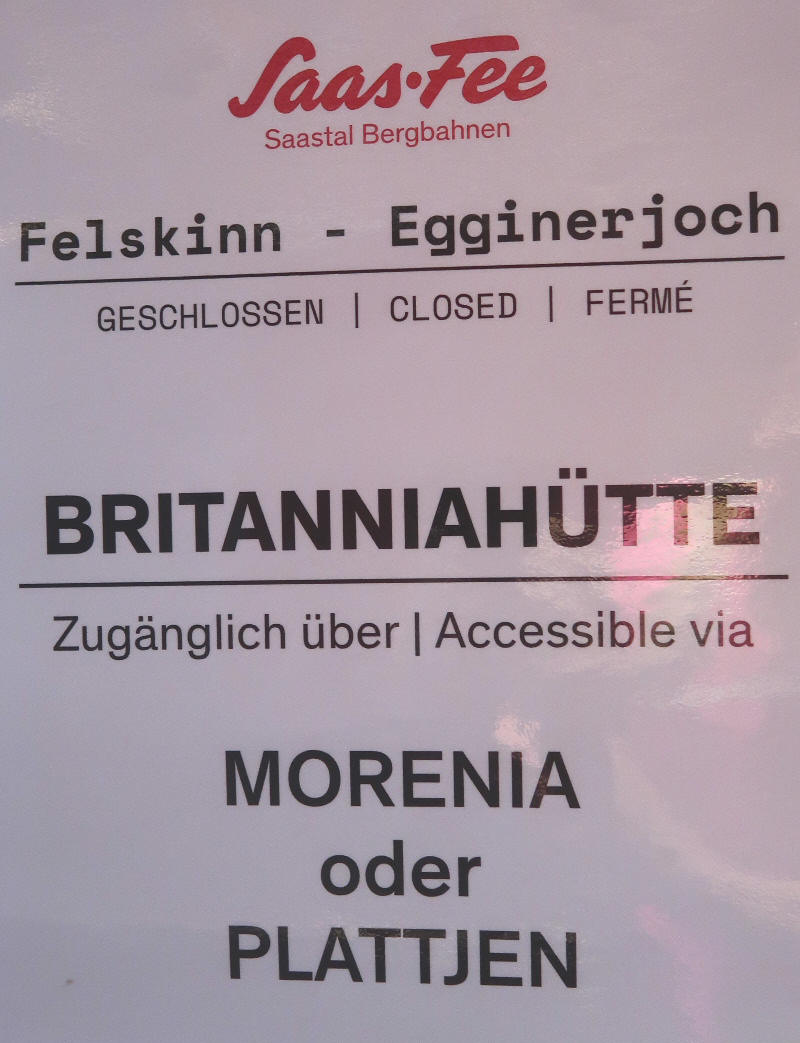 Saas·Fee
Saastal Bergbahnen
Felskinn - Egginerjoch
GESCHLOSSEN | CLOSED | FERMÉ
BRITANNIAHÜTTE
Zugänglich über | Accessible via
MORENIA
oder
PLATTJEN